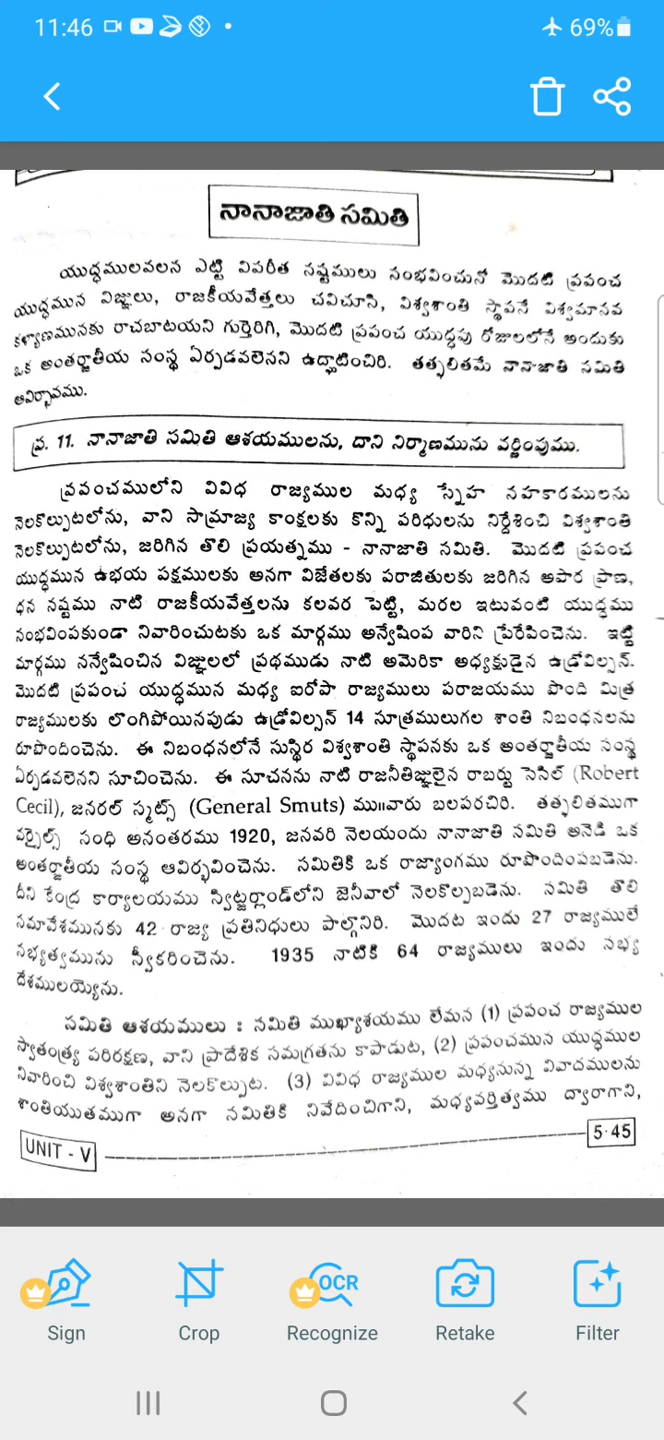 11:46
69%
నానాజాతి సమితి
యుద్ధములవలన ఎట్టి విపరీత నష్టములు సంభవించునో మొదటి ప్రపంచ
యుద్ధమున విజ్ఞులు, రాజకీయవేత్తలు చవిచూసి, విశ్వశాంతి స్థాపనే విశ్వమానవ
కళ్యాణమునకు రాచబాటయని గుర్తెరిగి, మొదటి ప్రపంచ యుద్ధపు రోజులలోనే అందుకు
ఒక అంతర్జాతీయ సంస్థ ఏర్పడవలెనని ఉద్ఘాటించిరి. తత్ఫలితమే నానాజాతి సమితి
ఆవిర్భావము.
ప్ర. 11. నానాజాతి సమితి ఆశయములను, దాని నిర్మాణమును వర్ణింపుము.
ప్రపంచములోని వివిధ రాజ్యముల మధ్య స్నేహ సహకారములను
నెలకొల్పుటలోను, వాని సామ్రాజ్య కాంక్షలకు కొన్ని పరిధులను నిర్దేశించి విశ్వశాంతి
నెలకొల్పుటలోను, జరిగిన తొలి ప్రయత్నము - నానాజాతి సమితి. మొదటి ప్రపంచ
యుద్ధమున ఉభయ పక్షములకు అనగా విజేతలకు పరాజితులకు జరిగిన అపార ప్రాణ,
ధన నష్టము నాటి రాజకీయవేత్తలను కలవర పెట్టి, మరల ఇటువంటి యుద్ధము
సంభవింపకుండా నివారించుటకు ఒక మార్గము అన్వేషింప వారిని ప్రేరేపించెను. ఇట్టి
మార్గము నన్వేషించిన విజ్ఞులలో ప్రథముడు నాటి అమెరికా అధ్యక్షుడైన ఉడ్రోవిల్సన్.
మొదటి ప్రపంచ యుద్ధమున మధ్య ఐరోపా రాజ్యములు పరాజయము పొంది మిత్ర
రాజ్యములకు లొంగిపోయినపుడు ఉడ్రోవిల్సన్ 14 సూత్రములుగల శాంతి నిబంధనలను
రూపొందించెను. ఈ నిబంధనలోనే సుస్థిర విశ్వశాంతి స్థాపనకు ఒక అంతర్జాతీయ సంస్థ
ఏర్పడవలెనని సూచించెను. ఈ సూచనను నాటి రాజనీతిజ్ఞులైన రాబర్టు సెసిల్ (Robert
Cecil), జనరల్ స్మట్స్ (General Smuts) ము॥వారు బలపరచిరి. తత్ఫలితముగా
వర్సైల్స్ సంధి అనంతరము 1920, జనవరి నెలయందు నానాజాతి సమితి అనెడి ఒక
అంతర్జాతీయ సంస్థ ఆవిర్భవించెను. సమితికి ఒక రాజ్యాంగము రూపొందింపబడెను.
దీని కేంద్ర కార్యాలయము స్విట్జర్లాండ్‌లోని జెనీవాలో నెలకొల్పబడెను. సమితి తొలి
సమావేశమునకు 42 రాజ్య ప్రతినిధులు పాల్గొనిరి. మొదట ఇందు 27 రాజ్యములే
సభ్యత్వమును స్వీకరించెను. 1935 నాటికి 64 రాజ్యములు ఇందు సభ్య
దేశములయ్యెను.
సమితి ఆశయములు : సమితి ముఖ్యాశయము లేమన (1) ప్రపంచ రాజ్యముల
స్వాతంత్ర్య పరిరక్షణ, వాని ప్రాదేశిక సమగ్రతను కాపాడుట, (2) ప్రపంచమున యుద్ధముల
నివారించి విశ్వశాంతిని నెలకొల్పుట. (3) వివిధ రాజ్యముల మధ్యనున్న వివాదములను
శాంతియుతముగా అనగా సమితికి నివేదించిగాని, మధ్యవర్తిత్వము ద్వారాగాని,
UNIT - V
5·45
Sign
Crop
OCR
Recognize
Retake
Filter